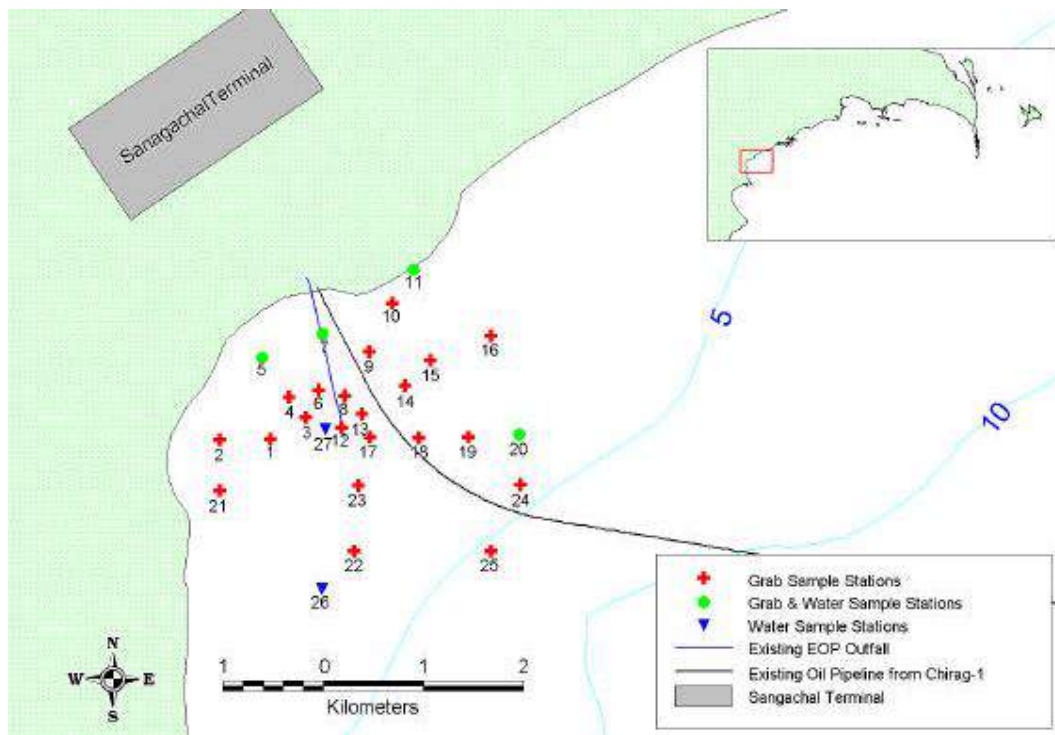 SanagachalTerminal
11
10
7
16
5
9
15
5
14
4
6
8
10
3
13
27
12
17
18
19
20
2
1
21
23
24
22
25
26
Grab Sample Stations
Grab & Water Sample Stations
Water Sample Stations
Existing EOP Outfall
Existing Oil Pipeline from Chirag-1
Sangachal Terminal
N
W E
S
1 0 1 2
Kilometers